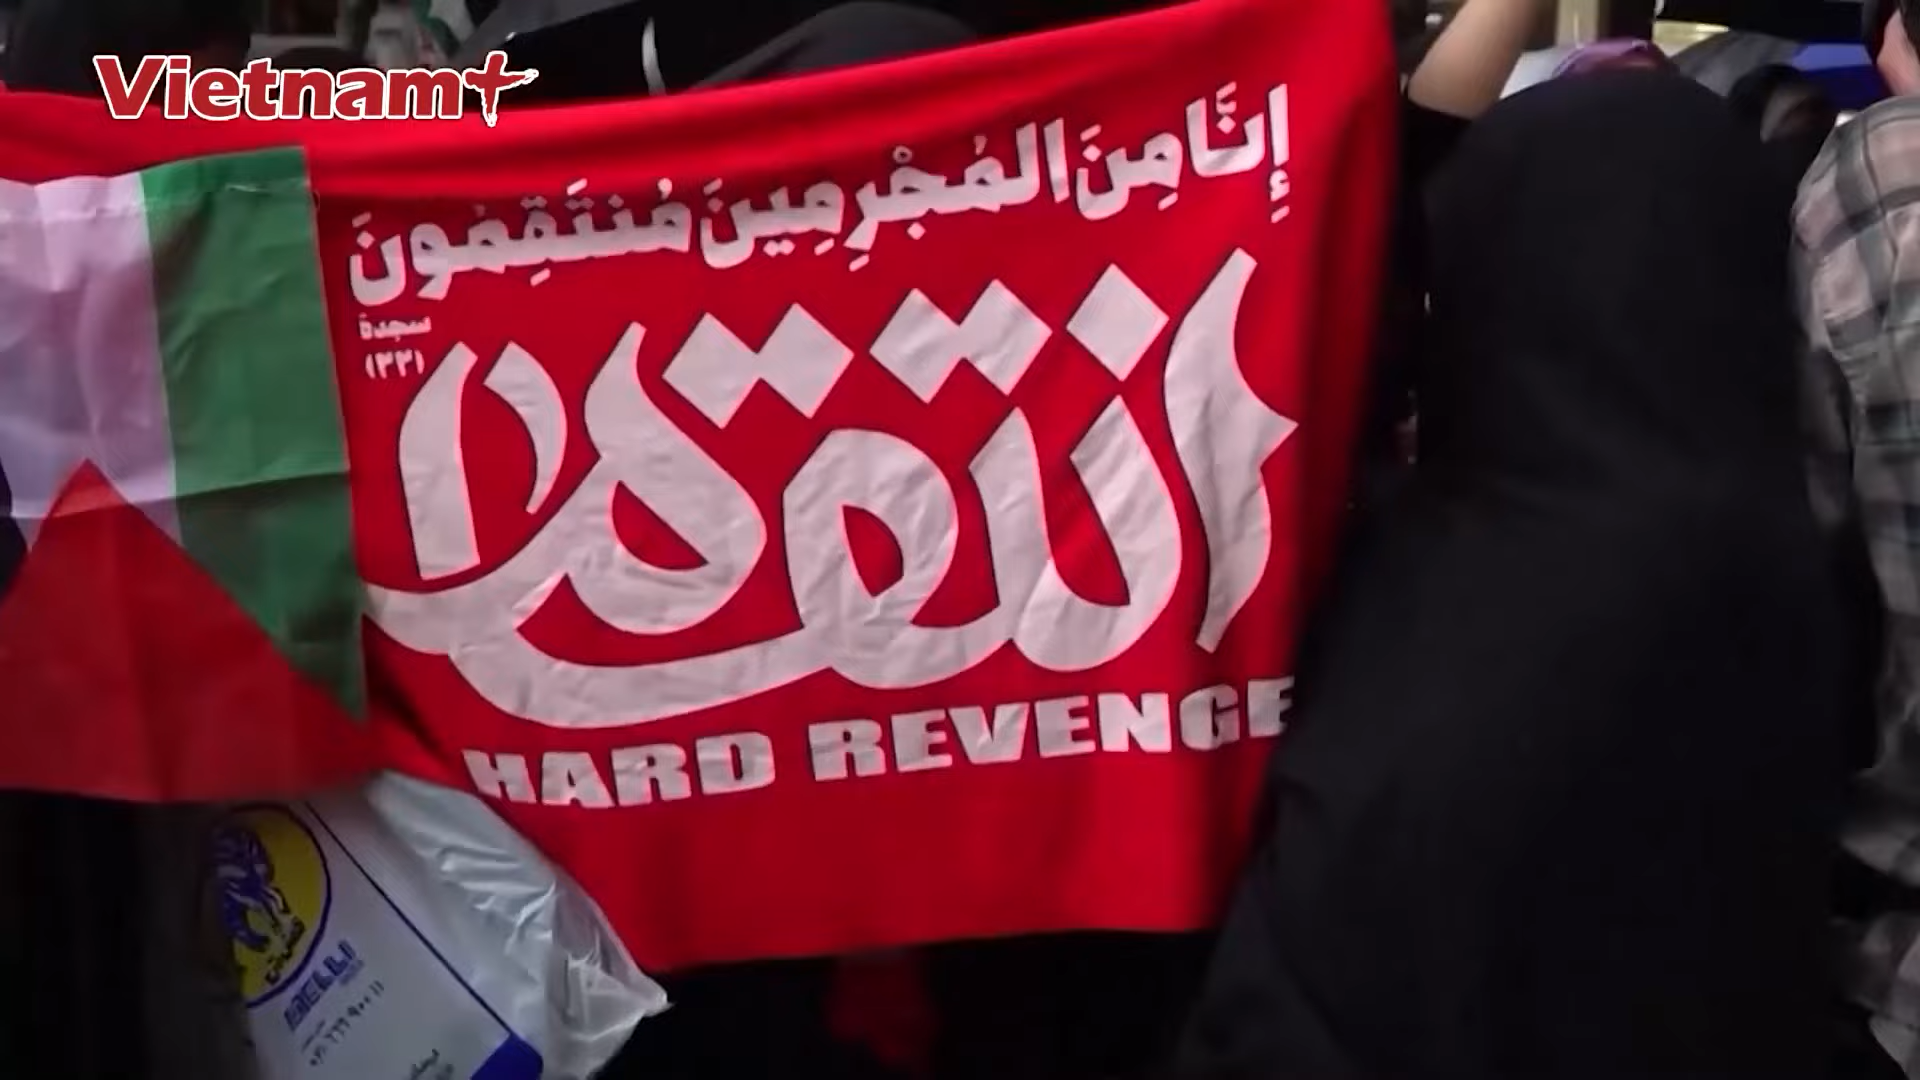 Vietnam+
إِنَّا مِنَ الْمُجْرِمِينَ مُنتَقِمُونَ
سجدة
(٢٢)
انتقام
HARD REVENGE